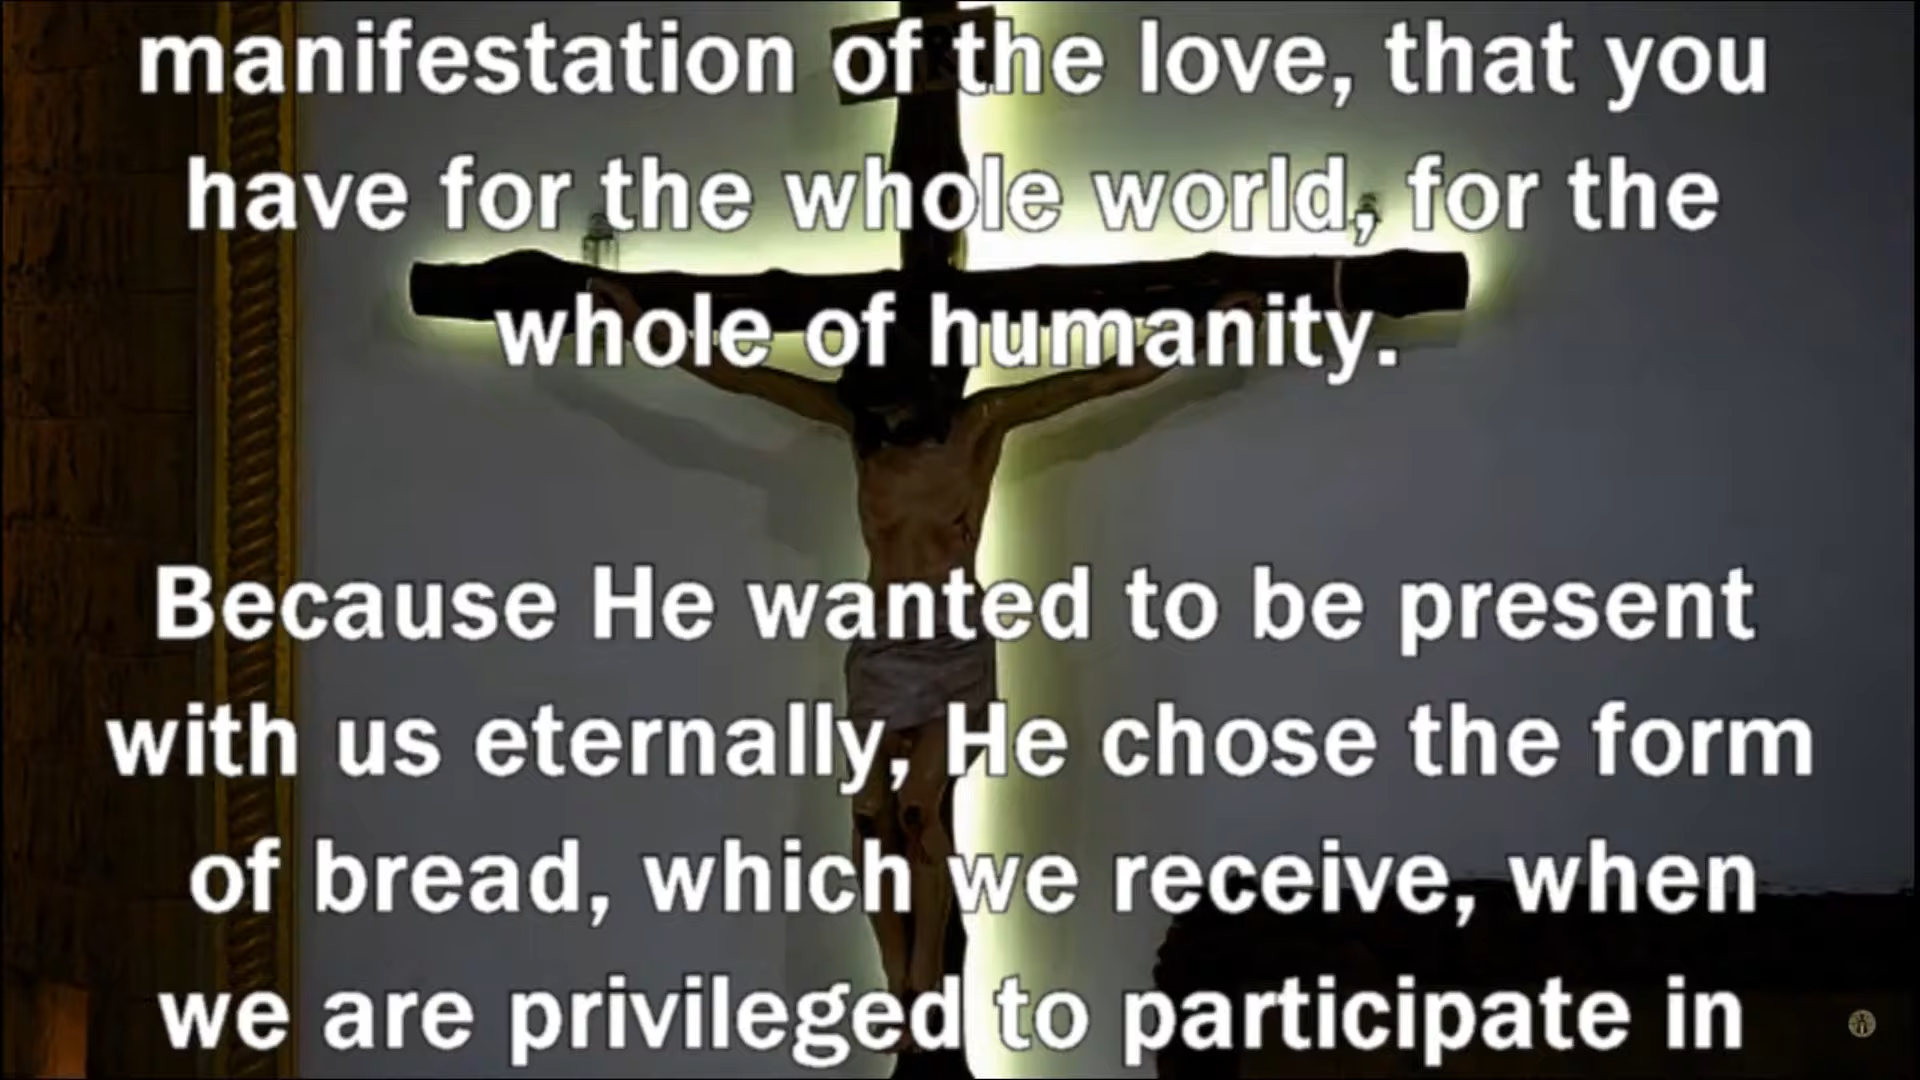 manifestation of the love, that you
have for the whole world, for the
whole of humanity.
Because He wanted to be present
with us eternally, He chose the form
of bread, which we receive, when
we are privileged to participate in